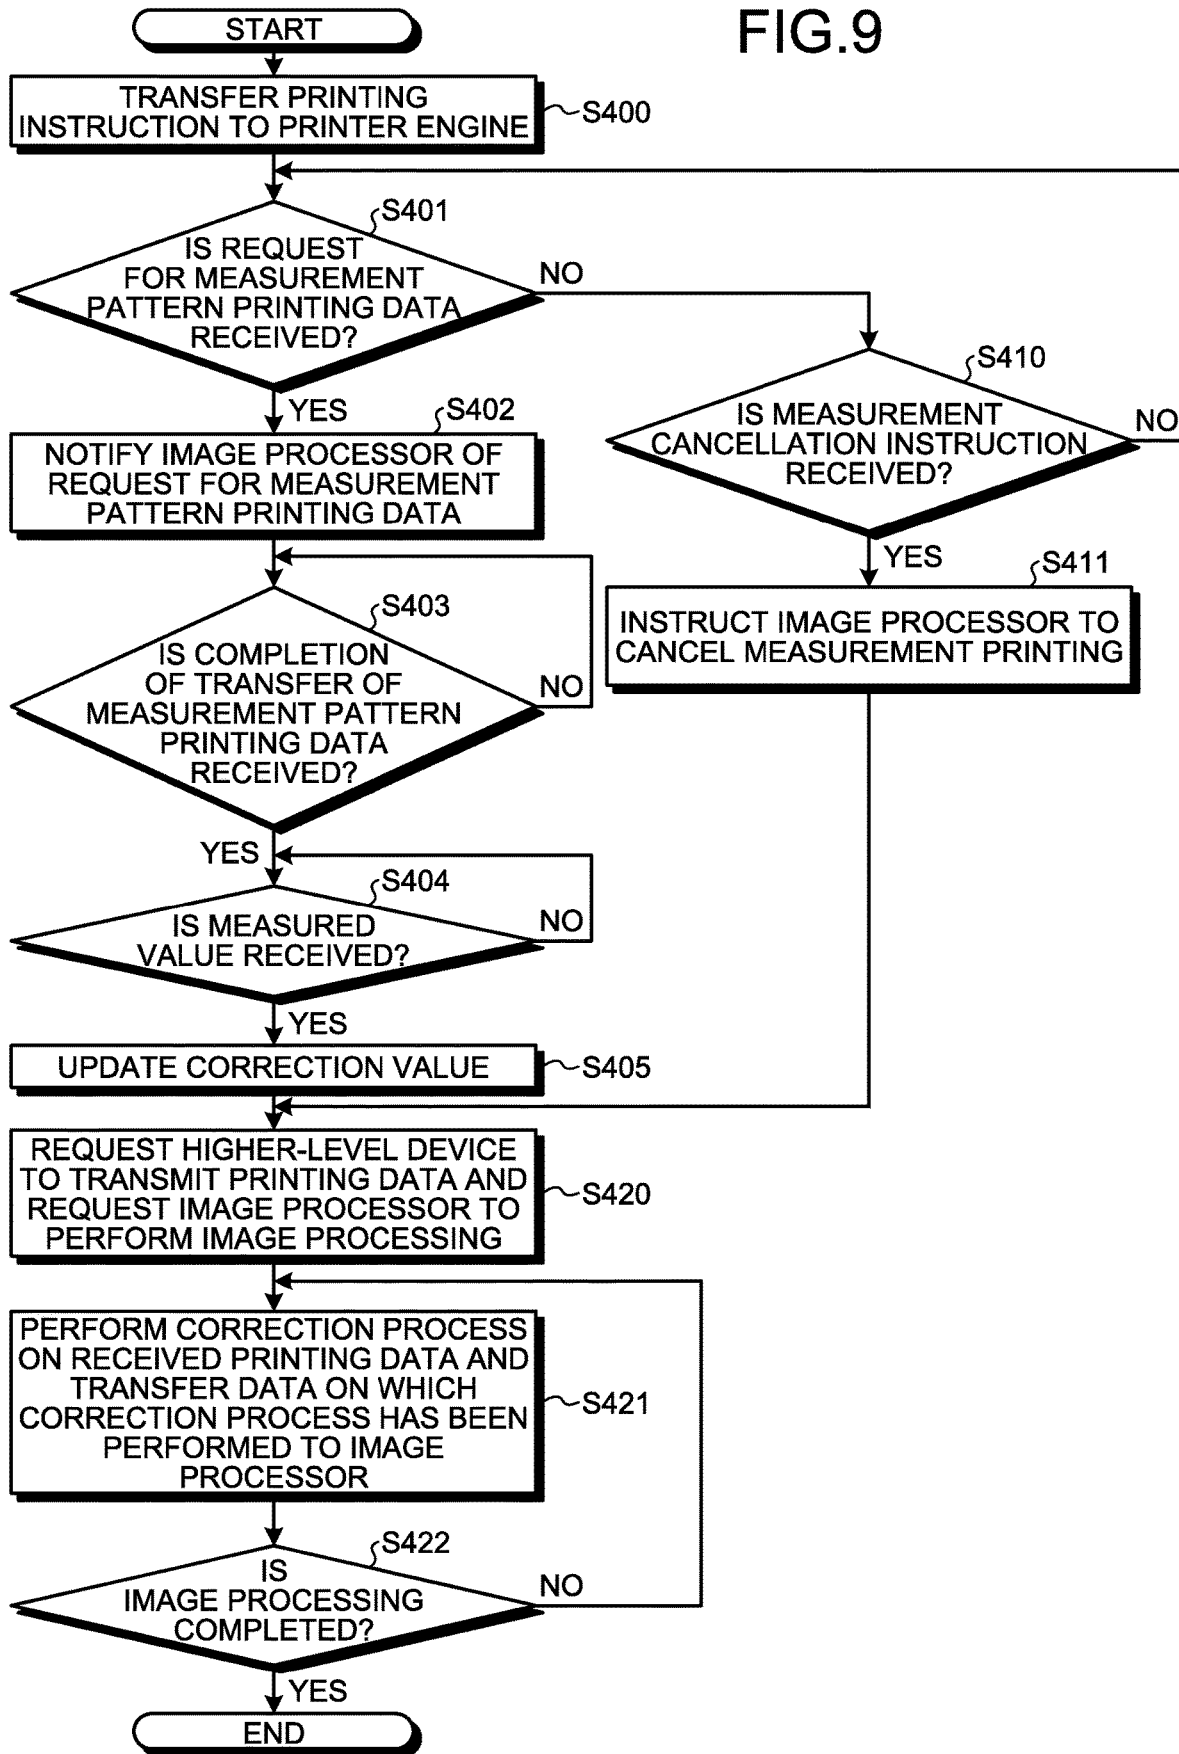 FIG.9
START
TRANSFER PRINTING
INSTRUCTION TO PRINTER ENGINE
S400
S401
IS REQUEST
FOR MEASUREMENT
PATTERN PRINTING DATA
RECEIVED?
NO
YES
S410
IS MEASUREMENT
CANCELLATION INSTRUCTION
RECEIVED?
NO
YES
S402
NOTIFY IMAGE PROCESSOR OF
REQUEST FOR MEASUREMENT
PATTERN PRINTING DATA
S411
INSTRUCT IMAGE PROCESSOR TO
CANCEL MEASUREMENT PRINTING
S403
IS COMPLETION
OF TRANSFER OF
MEASUREMENT PATTERN
PRINTING DATA
RECEIVED?
NO
YES
S404
IS MEASURED
VALUE RECEIVED?
NO
YES
UPDATE CORRECTION VALUE
S405
REQUEST HIGHER-LEVEL DEVICE
TO TRANSMIT PRINTING DATA AND
REQUEST IMAGE PROCESSOR TO
PERFORM IMAGE PROCESSING
S420
PERFORM CORRECTION PROCESS
ON RECEIVED PRINTING DATA AND
TRANSFER DATA ON WHICH
CORRECTION PROCESS HAS BEEN
PERFORMED TO IMAGE
PROCESSOR
S421
S422
IS
IMAGE PROCESSING
COMPLETED?
NO
YES
END